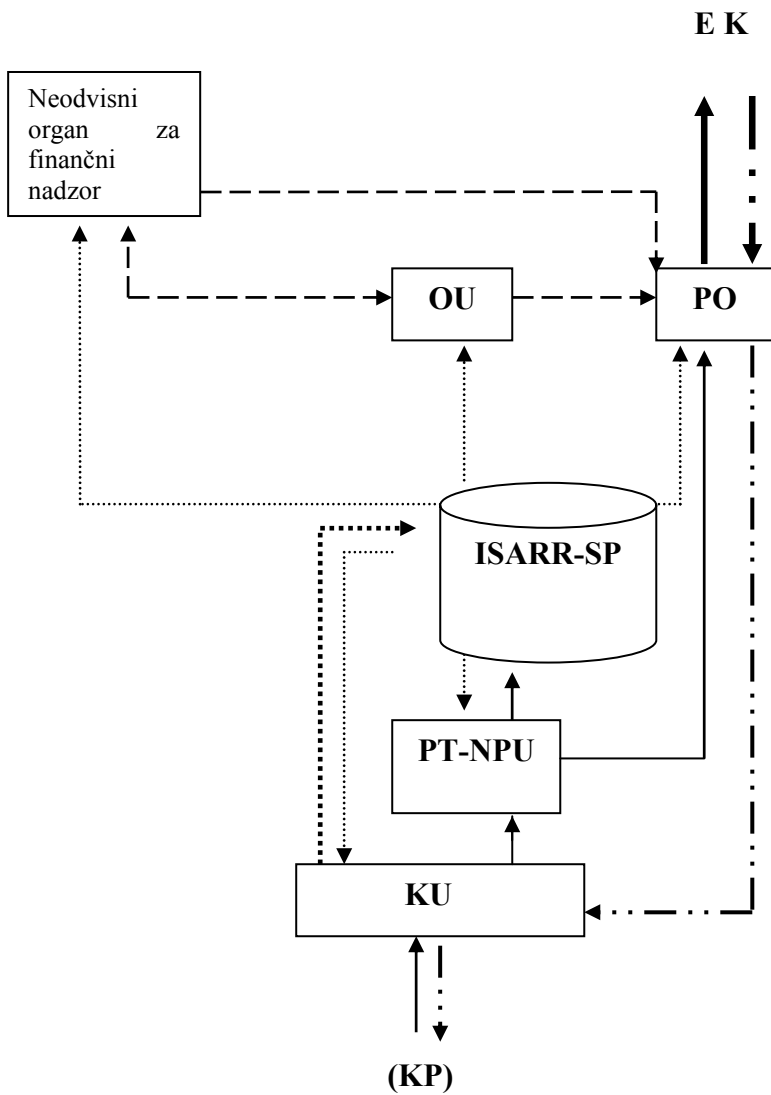 E K
Neodvisni
organ za
finančni
nadzor
OU
PO
ISARR-SP
PT-NPU
KU
(KP)